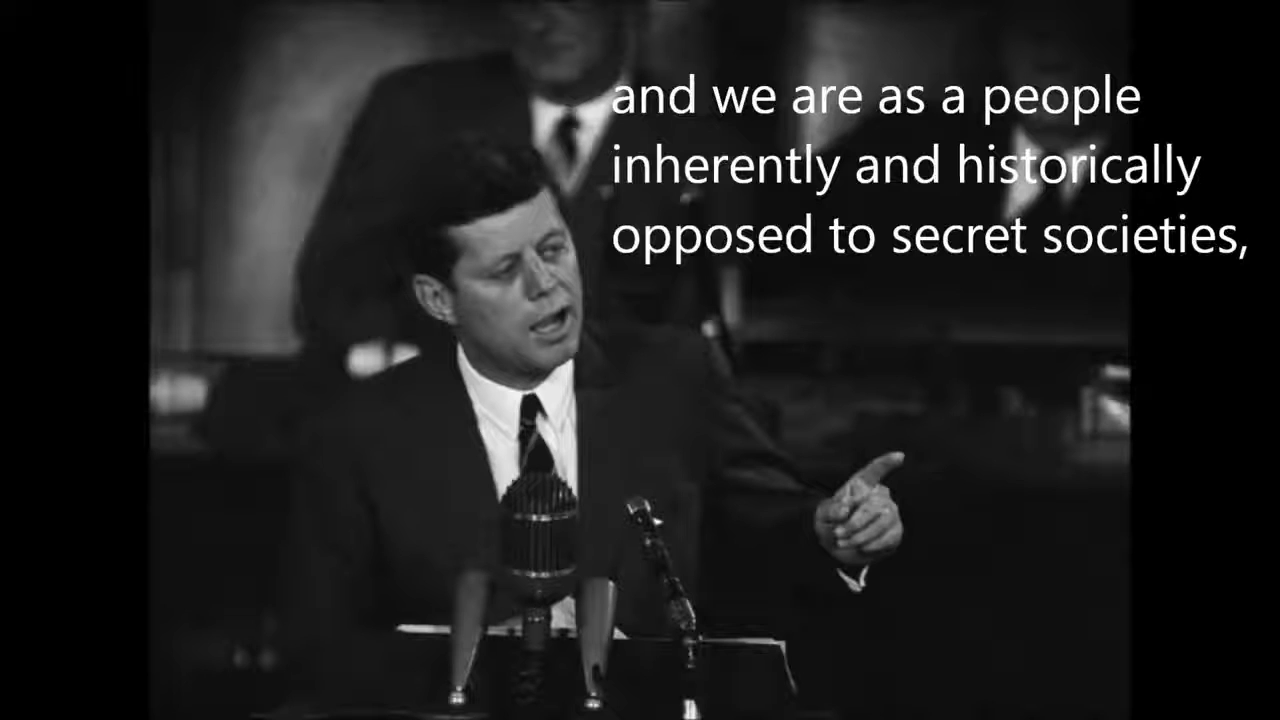 and we are as a people
inherently and historically
opposed to secret societies,